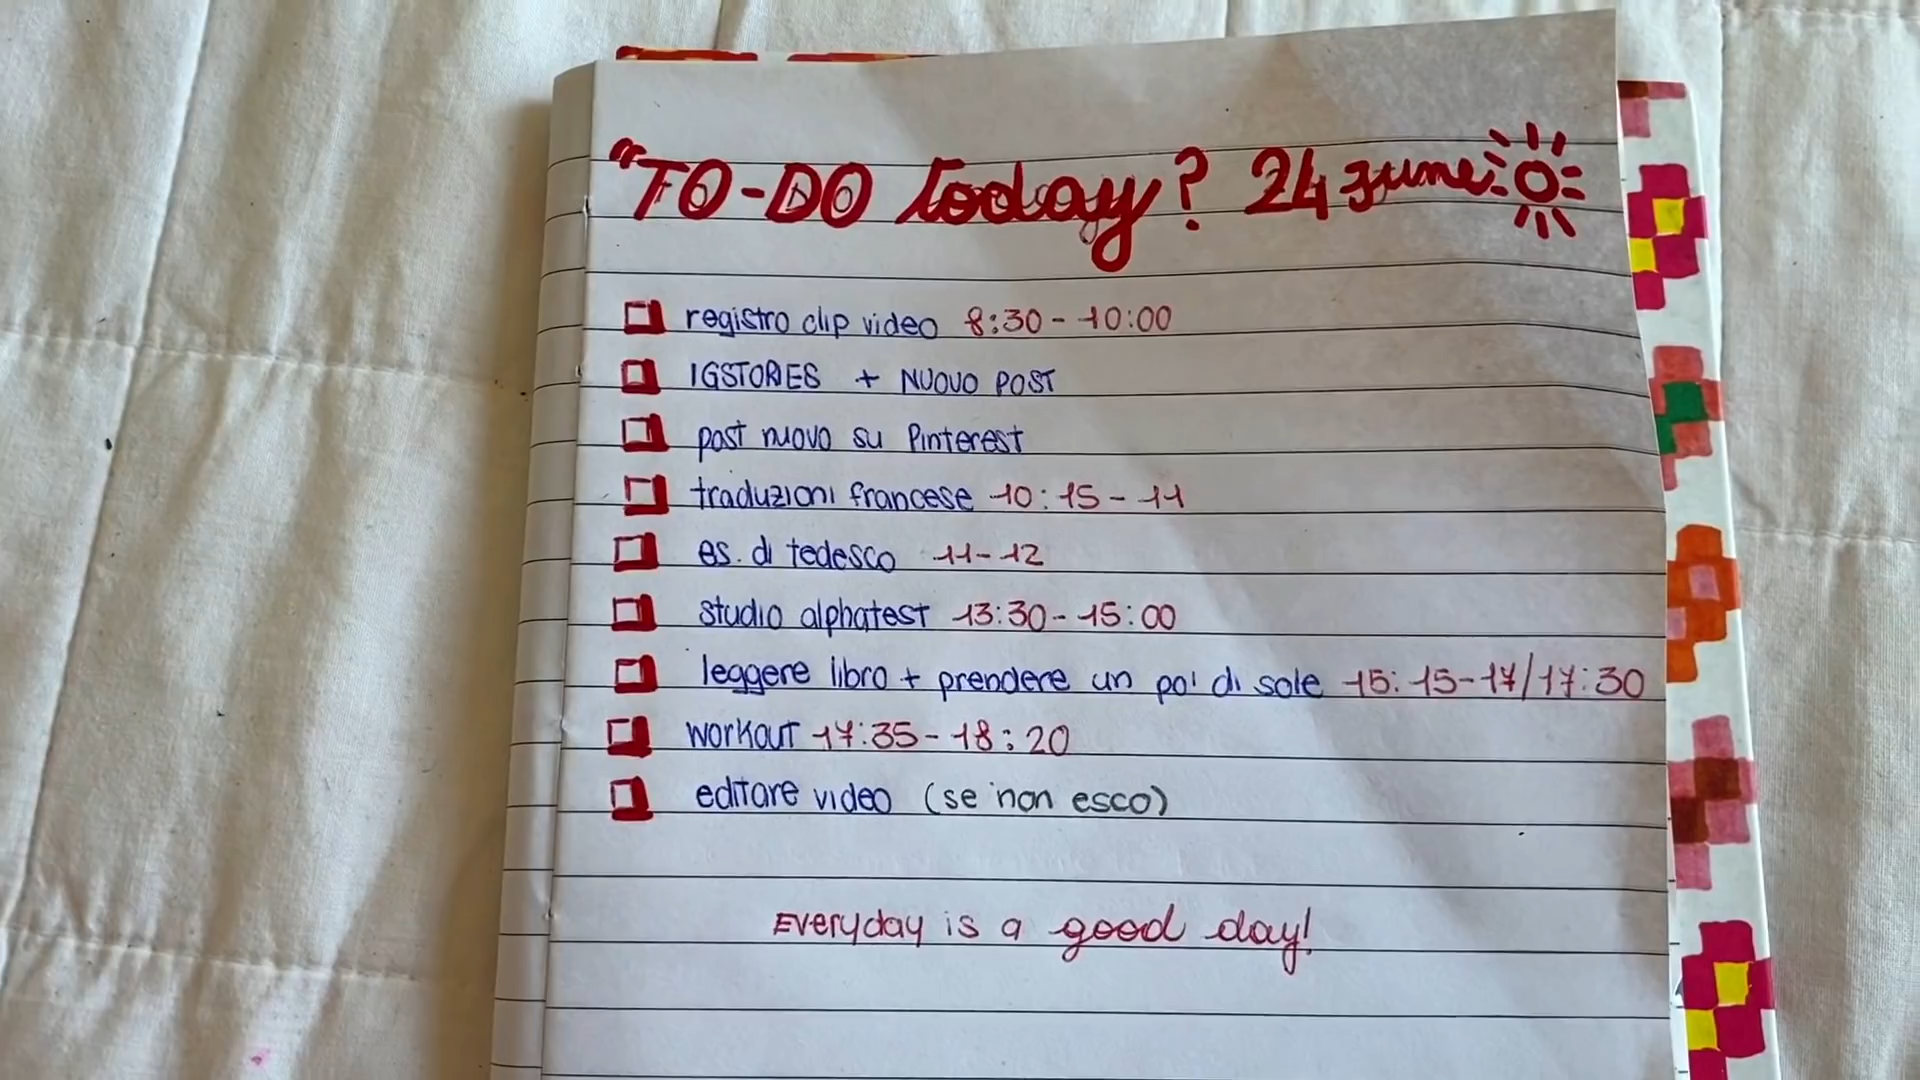 "TO-DO Today? 24 June
registro clip video 8:30 - 10:00
IGSTORIES + NUOVO POST
post nuovo su Pinterest
traduzioni francese 10:15 - 11
es. di tedesco 11-12
studio alphatest 13:30 - 15:00
leggere libro + prendere un po' di sole 15:15-17/17:30
workout 17:35 - 18:20
editare video (se non esco)
Everyday is a good day!